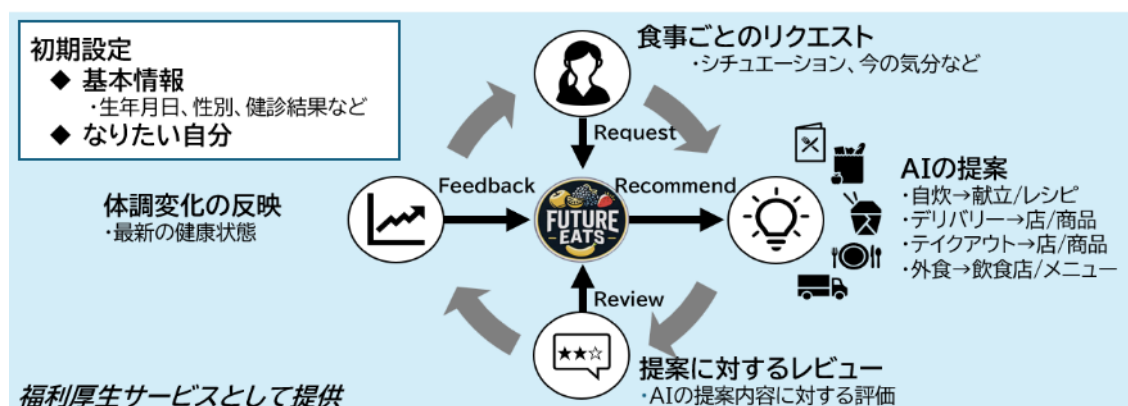 初期設定
◆ 基本情報
・生年月日、性別、健診結果など
◆ なりたい自分
食事ごとのリクエスト
・シチュエーション、今の気分など
Request
体調変化の反映
・最新の健康状態
Feedback
FUTURE
EATS
Recommend
AIの提案
・自炊→献立/レシピ
・デリバリー→店/商品
・テイクアウト→店/商品
・外食→飲食店/メニュー
Review
提案に対するレビュー
・AIの提案内容に対する評価
福利厚生サービスとして提供